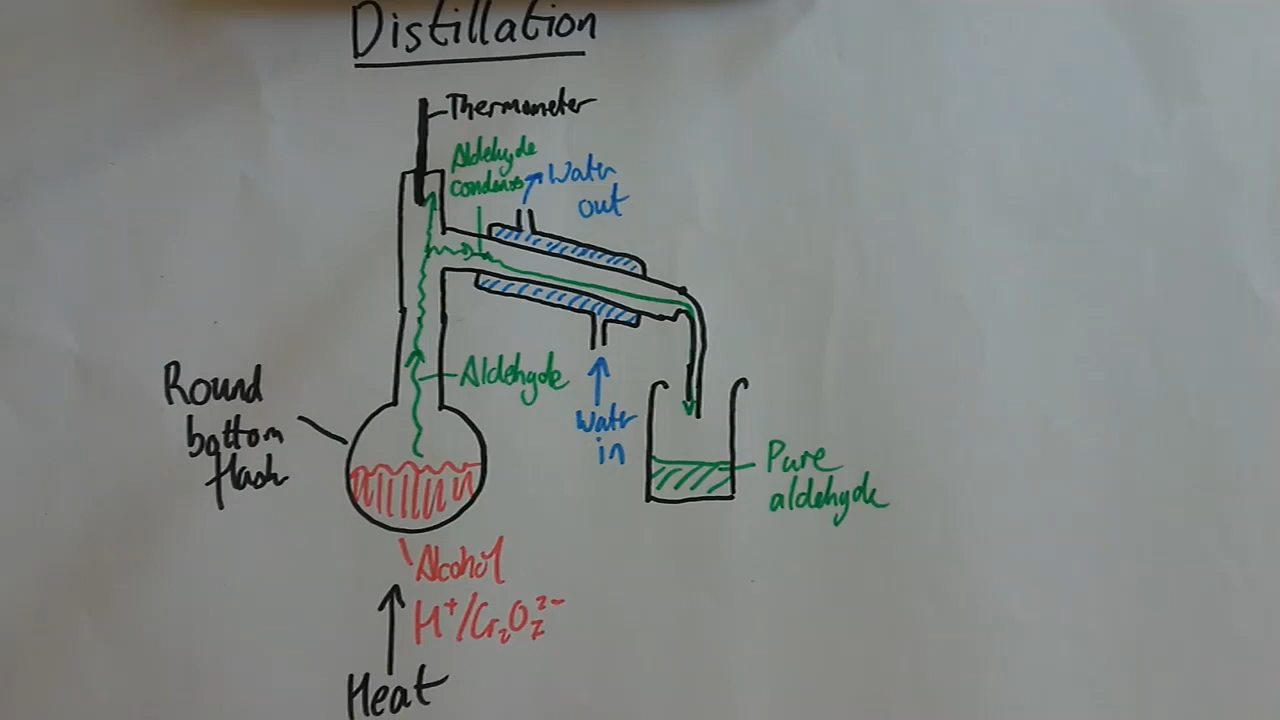 Distillation
Thermometer
Aldehyde
condenses
Water
out
Aldehyde
Round
bottom
flask
Water
in
Pure
aldehyde
Alcohol
H⁺/Cr₂O₇²⁻
Heat